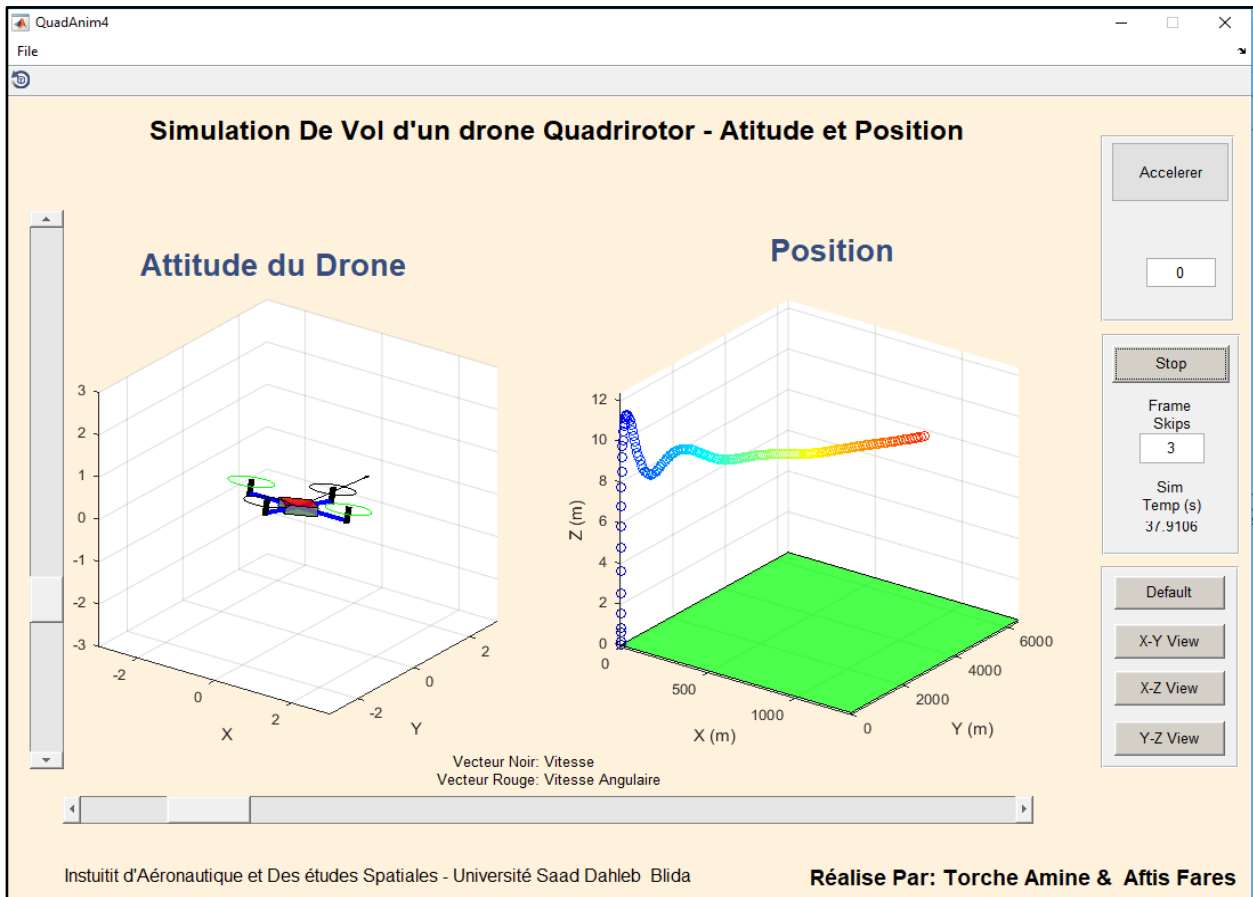 QuadAnim4
File
Simulation De Vol d'un drone Quadrirotor - Atitude et Position
Accelerer
0
Attitude du Drone
Position
3
2
1
0
-1
-2
-3
-2
0
2
X
-2
0
2
Y
12
10
8
6
4
2
0
Z (m)
0
500
1000
X (m)
0
2000
4000
6000
Y (m)
Stop
Frame
Skips
3
Sim
Temp (s)
37.9106
Default
X-Y View
X-Z View
Y-Z View
Vecteur Noir: Vitesse
Vecteur Rouge: Vitesse Angulaire
Instuitit d'Aéronautique et Des études Spatiales - Université Saad Dahleb Blida
Réalise Par: Torche Amine & Aftis Fares